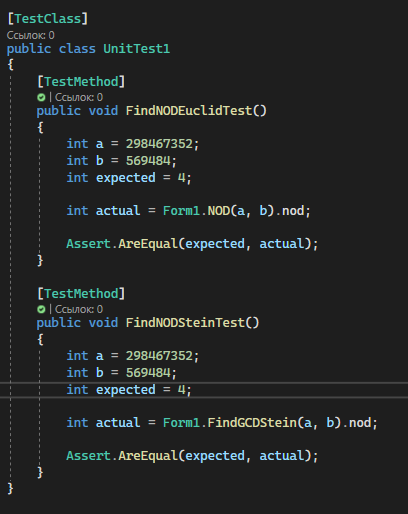 [TestClass]
Ссылок: 0
public class UnitTest1
{
[TestMethod]
| Ссылок: 0
public void FindNODEuclidTest()
{
int a = 298467352;
int b = 569484;
int expected = 4;
int actual = Form1.NOD(a, b).nod;
Assert.AreEqual(expected, actual);
}
[TestMethod]
| Ссылок: 0
public void FindNODSteinTest()
{
int a = 298467352;
int b = 569484;
int expected = 4;
int actual = Form1.FindGCDStein(a, b).nod;
Assert.AreEqual(expected, actual);
}
}